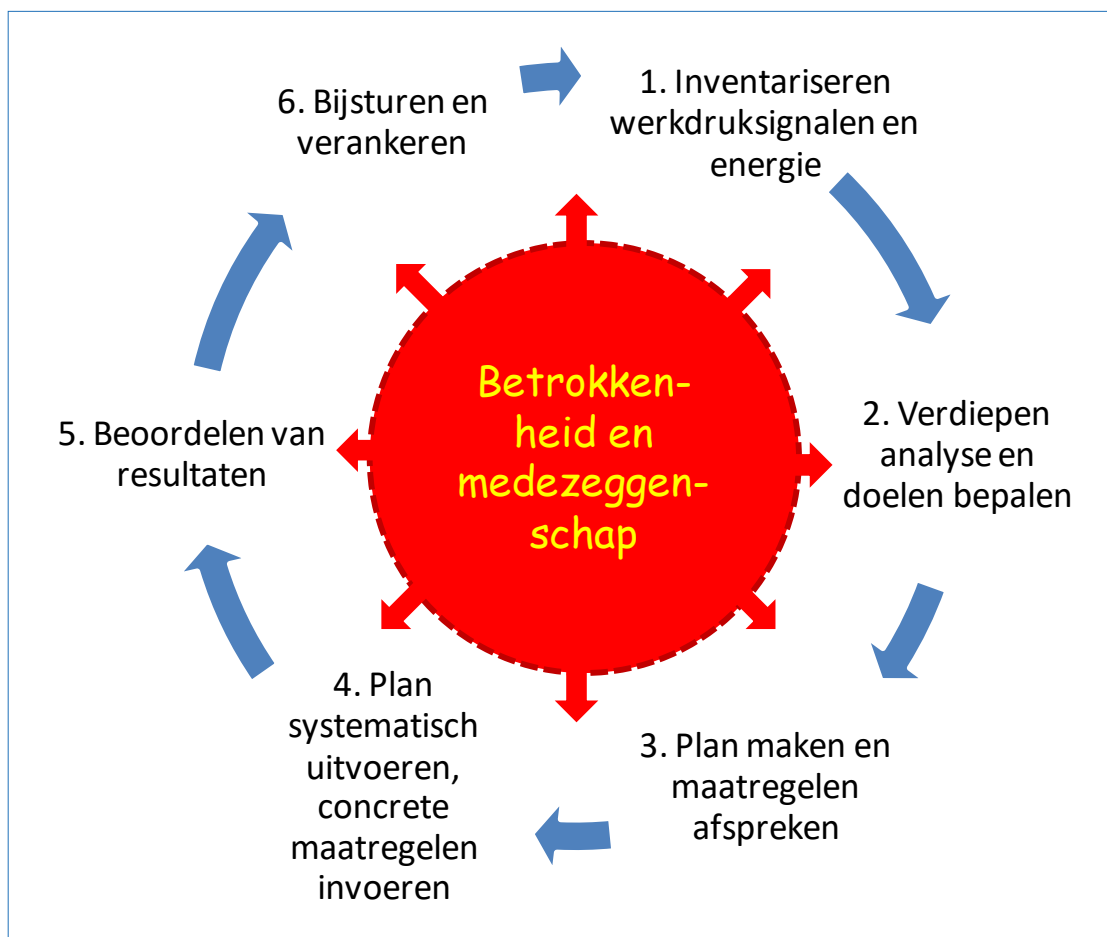 1. Inventariseren
werkdruksignalen en
energie
2. Verdiepen
analyse en
doelen bepalen
3. Plan maken en
maatregelen
afspreken
4. Plan
systematisch
uitvoeren,
concrete
maatregelen
invoeren
5. Beoordelen van
resultaten
6. Bijsturen en
verankeren
Betrokken-
heid en
medezeggen-
schap